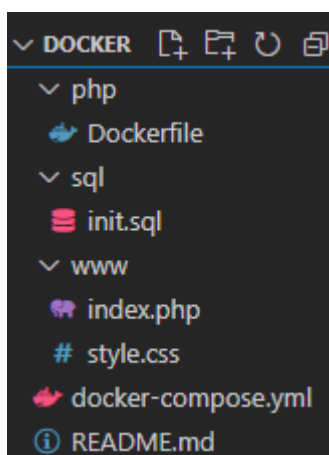 DOCKER
php
Dockerfile
sql
init.sql
www
index.php
# style.css
docker-compose.yml
README.md